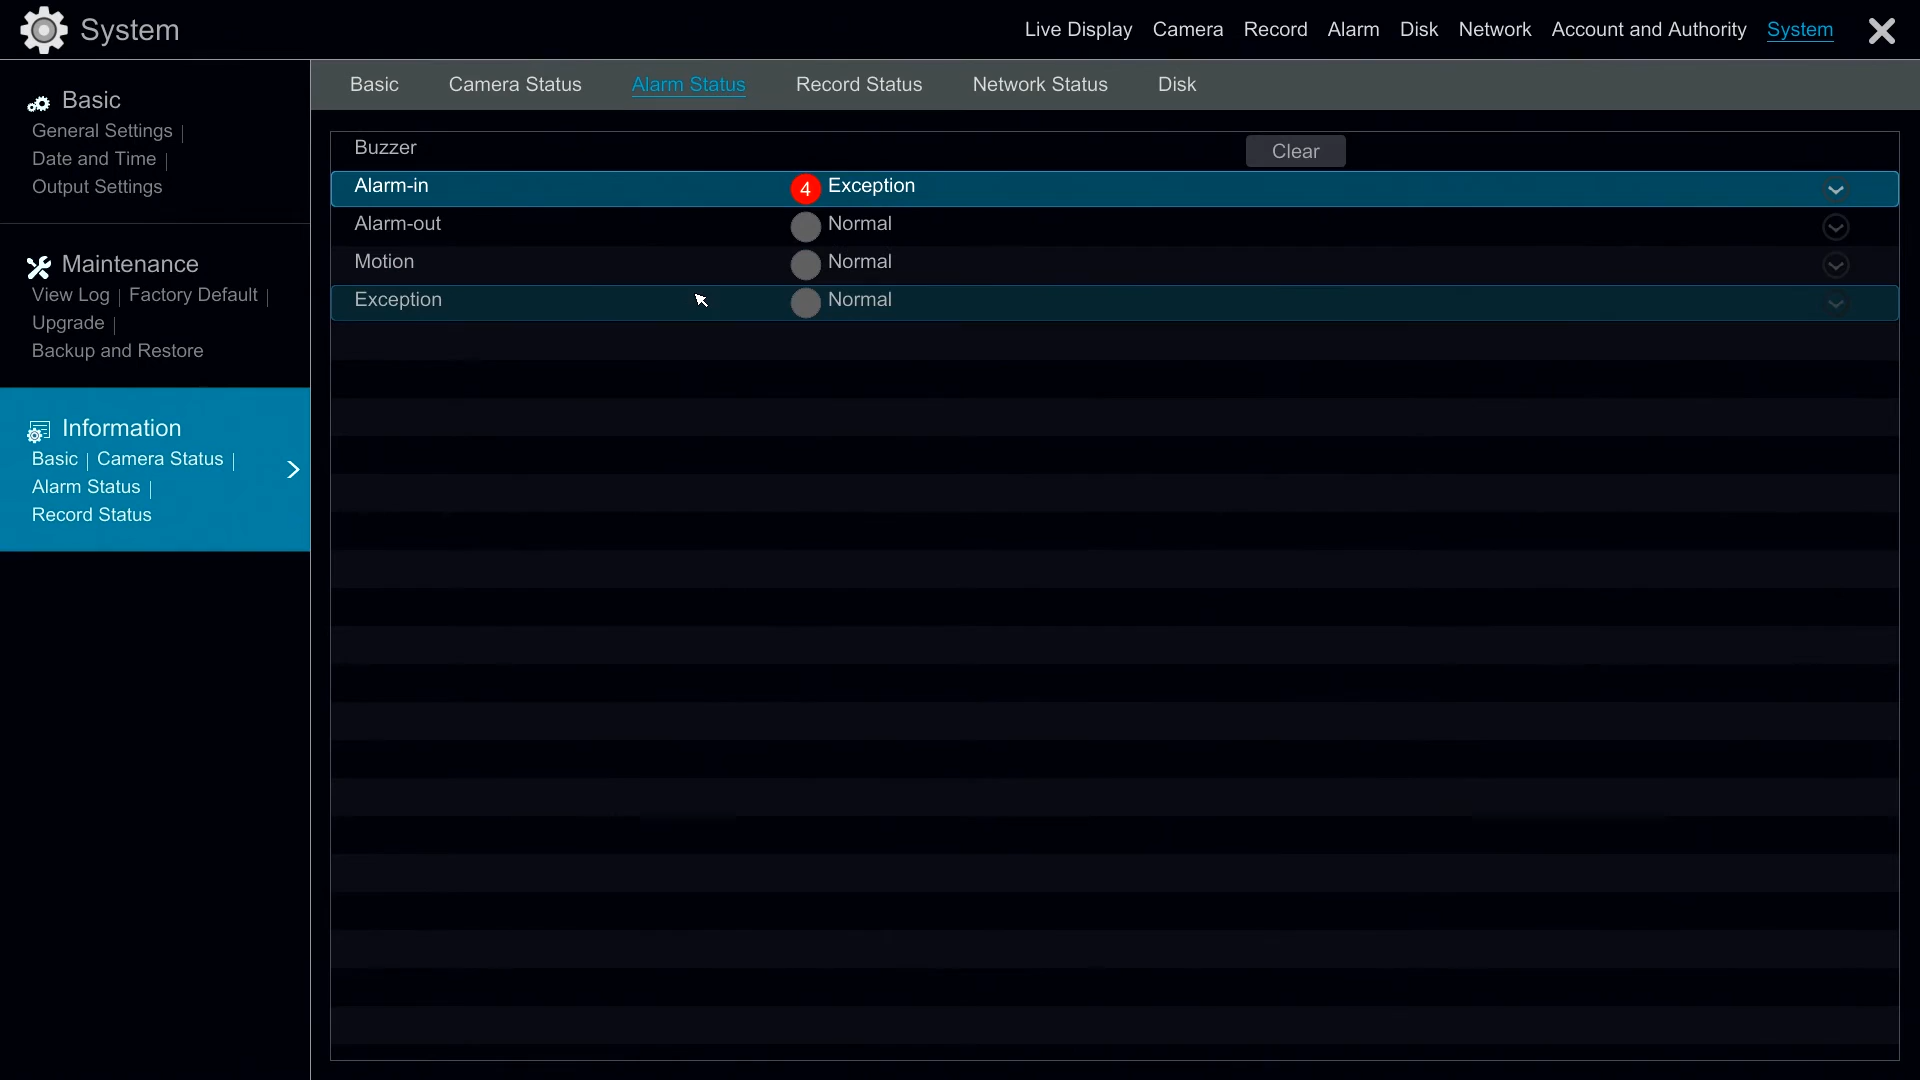 System
Live Display Camera Record Alarm Disk Network Account and Authority System
Basic
General Settings |
Date and Time |
Output Settings
Maintenance
View Log | Factory Default |
Upgrade |
Backup and Restore
Information
Basic | Camera Status |
Alarm Status |
Record Status
Basic Camera Status Alarm Status Record Status Network Status Disk
Buzzer Clear
Alarm-in 4 Exception
Alarm-out Normal
Motion Normal
Exception Normal